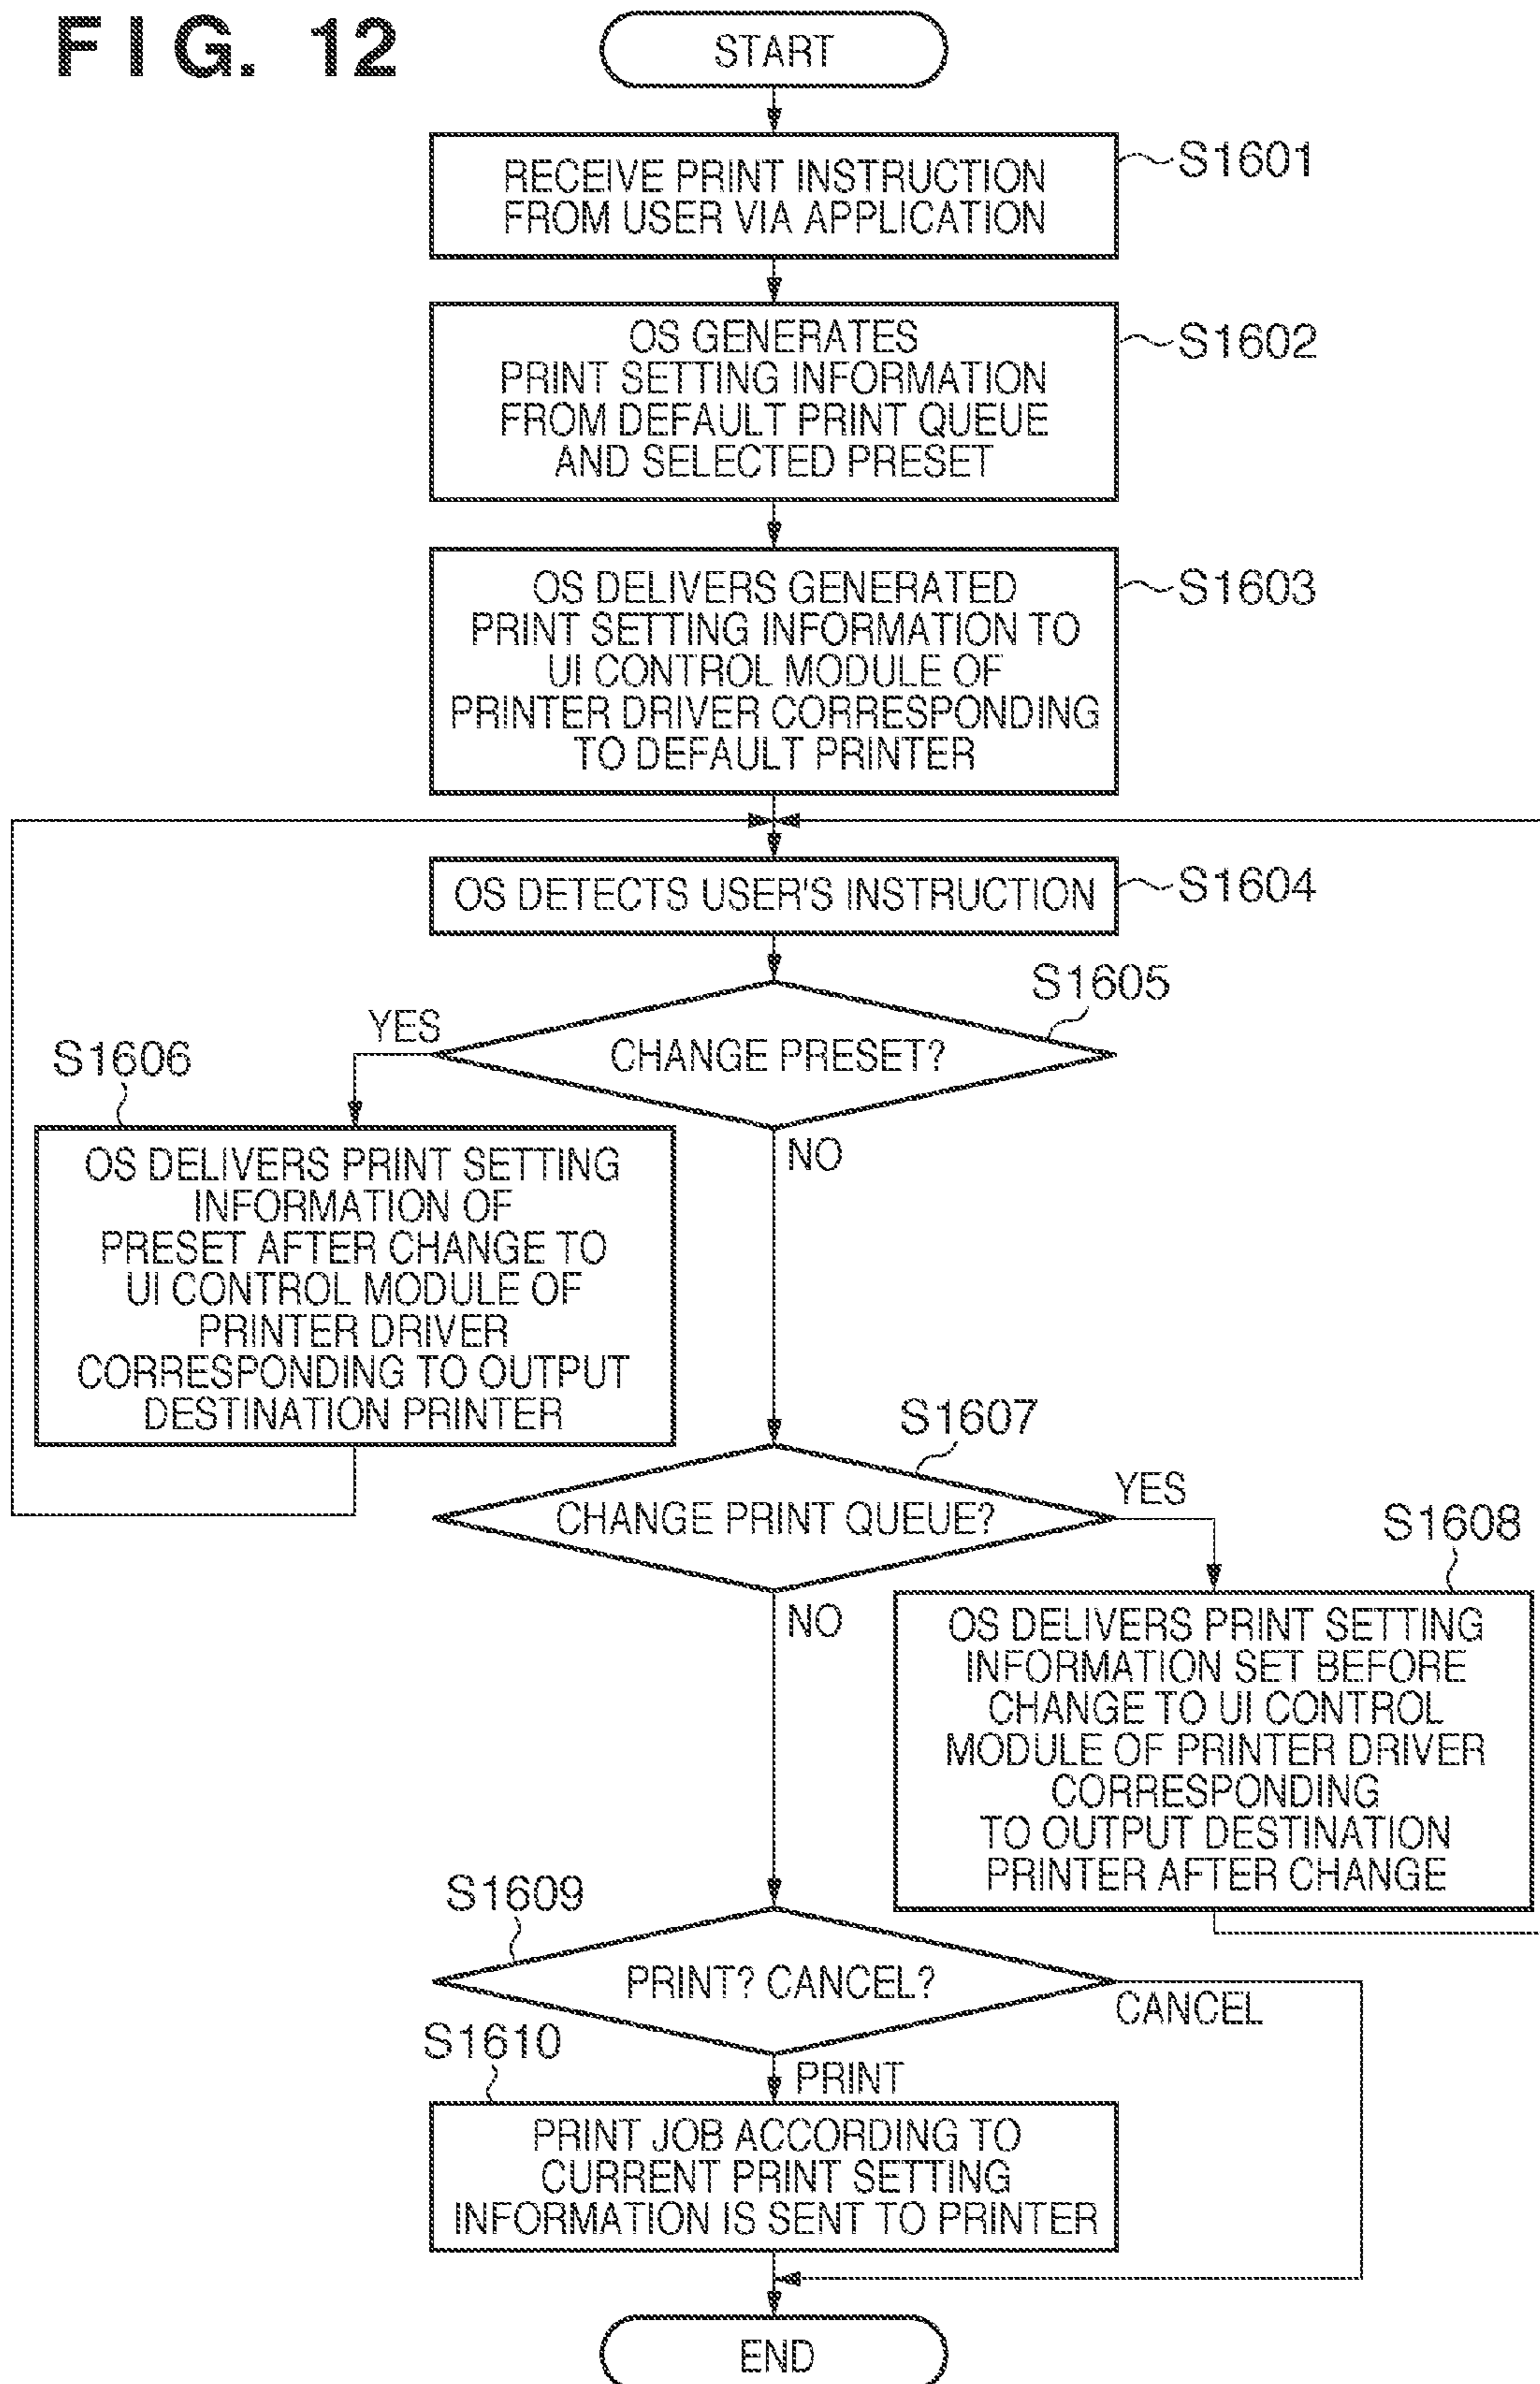 FIG. 12
START
RECEIVE PRINT INSTRUCTION
FROM USER VIA APPLICATION
S1601
OS GENERATES
PRINT SETTING INFORMATION
FROM DEFAULT PRINT QUEUE
AND SELECTED PRESET
S1602
OS DELIVERS GENERATED
PRINT SETTING INFORMATION TO
UI CONTROL MODULE OF
PRINTER DRIVER CORRESPONDING
TO DEFAULT PRINTER
S1603
OS DETECTS USER'S INSTRUCTION
S1604
S1605
CHANGE PRESET?
YES
NO
S1606
OS DELIVERS PRINT SETTING
INFORMATION OF
PRESET AFTER CHANGE TO
UI CONTROL MODULE OF
PRINTER DRIVER
CORRESPONDING TO OUTPUT
DESTINATION PRINTER
S1607
CHANGE PRINT QUEUE?
YES
NO
S1608
OS DELIVERS PRINT SETTING
INFORMATION SET BEFORE
CHANGE TO UI CONTROL
MODULE OF PRINTER DRIVER
CORRESPONDING
TO OUTPUT DESTINATION
PRINTER AFTER CHANGE
S1609
PRINT? CANCEL?
CANCEL
PRINT
S1610
PRINT JOB ACCORDING TO
CURRENT PRINT SETTING
INFORMATION IS SENT TO PRINTER
END